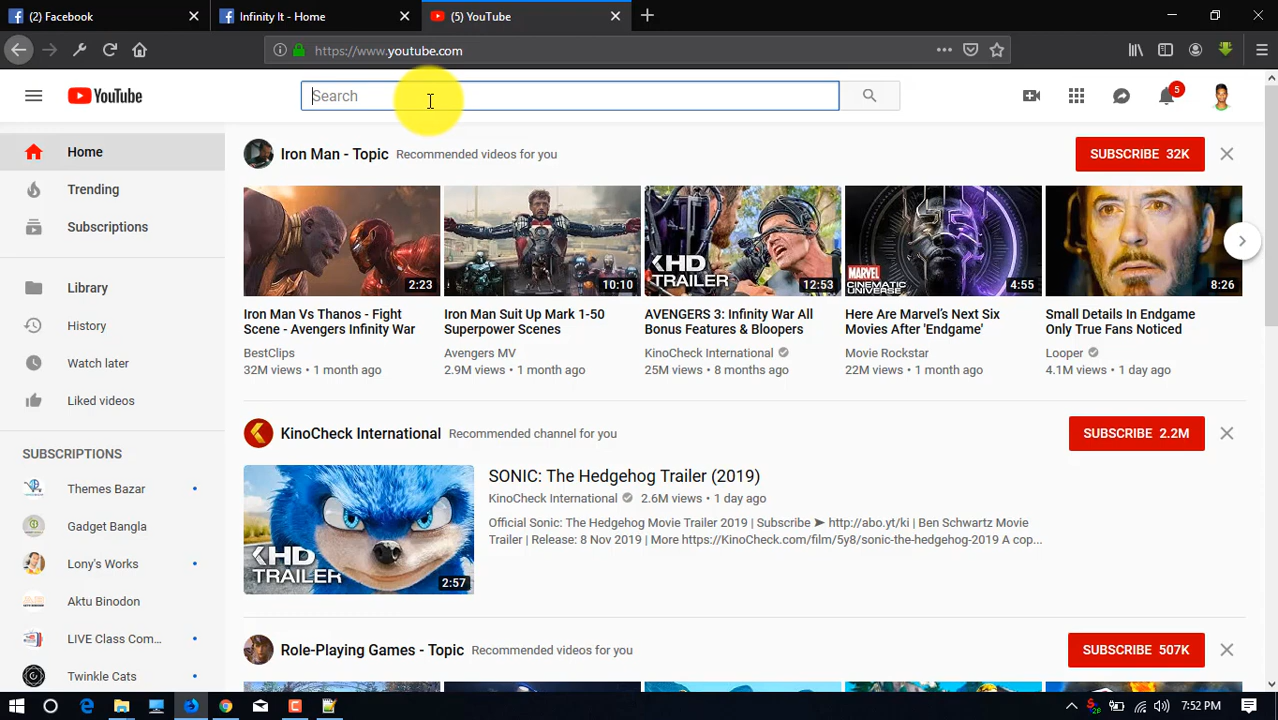 (2) Facebook
Infinity It - Home
(5) YouTube
https://www.youtube.com
YouTube
Search
5
Home
Trending
Subscriptions
Library
History
Watch later
Liked videos
SUBSCRIPTIONS
Themes Bazar
Gadget Bangla
Lony's Works
Aktu Binodon
LIVE Class Com...
Twinkle Cats
Iron Man - Topic Recommended videos for you
SUBSCRIBE 32K
2:23
10:10
HD
TRAILER
12:53
MARVEL
CINEMATIC
UNIVERSE
4:55
8:26
Iron Man Vs Thanos - Fight
Scene - Avengers Infinity War
BestClips
32M views • 1 month ago
Iron Man Suit Up Mark 1-50
Superpower Scenes
Avengers MV
2.9M views • 1 month ago
AVENGERS 3: Infinity War All
Bonus Features & Bloopers
KinoCheck International
25M views • 8 months ago
Here Are Marvel's Next Six
Movies After 'Endgame'
Movie Rockstar
22M views • 1 month ago
Small Details In Endgame
Only True Fans Noticed
Looper
4.1M views • 1 day ago
KinoCheck International Recommended channel for you
SUBSCRIBE 2.2M
HD
TRAILER
2:57
SONIC: The Hedgehog Trailer (2019)
KinoCheck International 2.6M views • 1 day ago
Official Sonic: The Hedgehog Movie Trailer 2019 | Subscribe ➤ http://abo.yt/ki | Ben Schwartz Movie
Trailer | Release: 8 Nov 2019 | More https://KinoCheck.com/film/5y8/sonic-the-hedgehog-2019 A cop...
Role-Playing Games - Topic Recommended videos for you
SUBSCRIBE 507K
7:52 PM